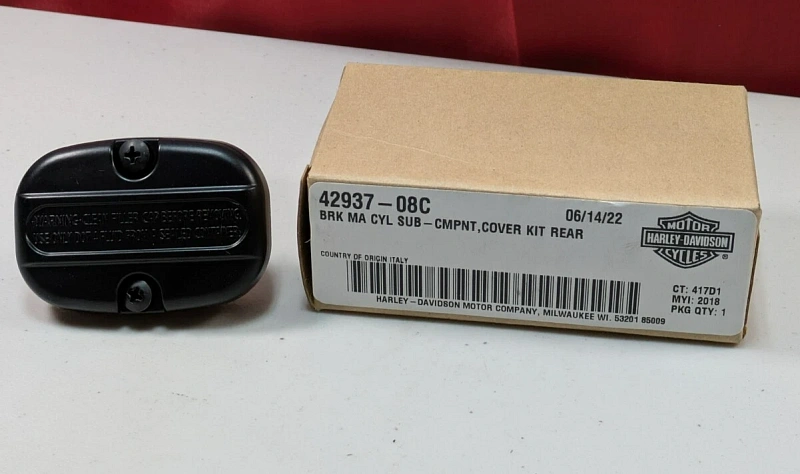 WARNING-CLEAN FILLER CAP BEFORE REMOVING.
USE ONLY DOT 4 FLUID FROM A SEALED CONTAINER
42937-08C
06/14/22
BRK MA CYL SUB-CMPNT,COVER KIT REAR
COUNTRY OF ORIGIN ITALY
HARLEY-DAVIDSON MOTOR COMPANY, MILWAUKEE WI. 53201 85009
MOTOR
HARLEY-DAVIDSON
CYCLES
®
CT: 417D1
MYI: 2018
PKG QTY: 1